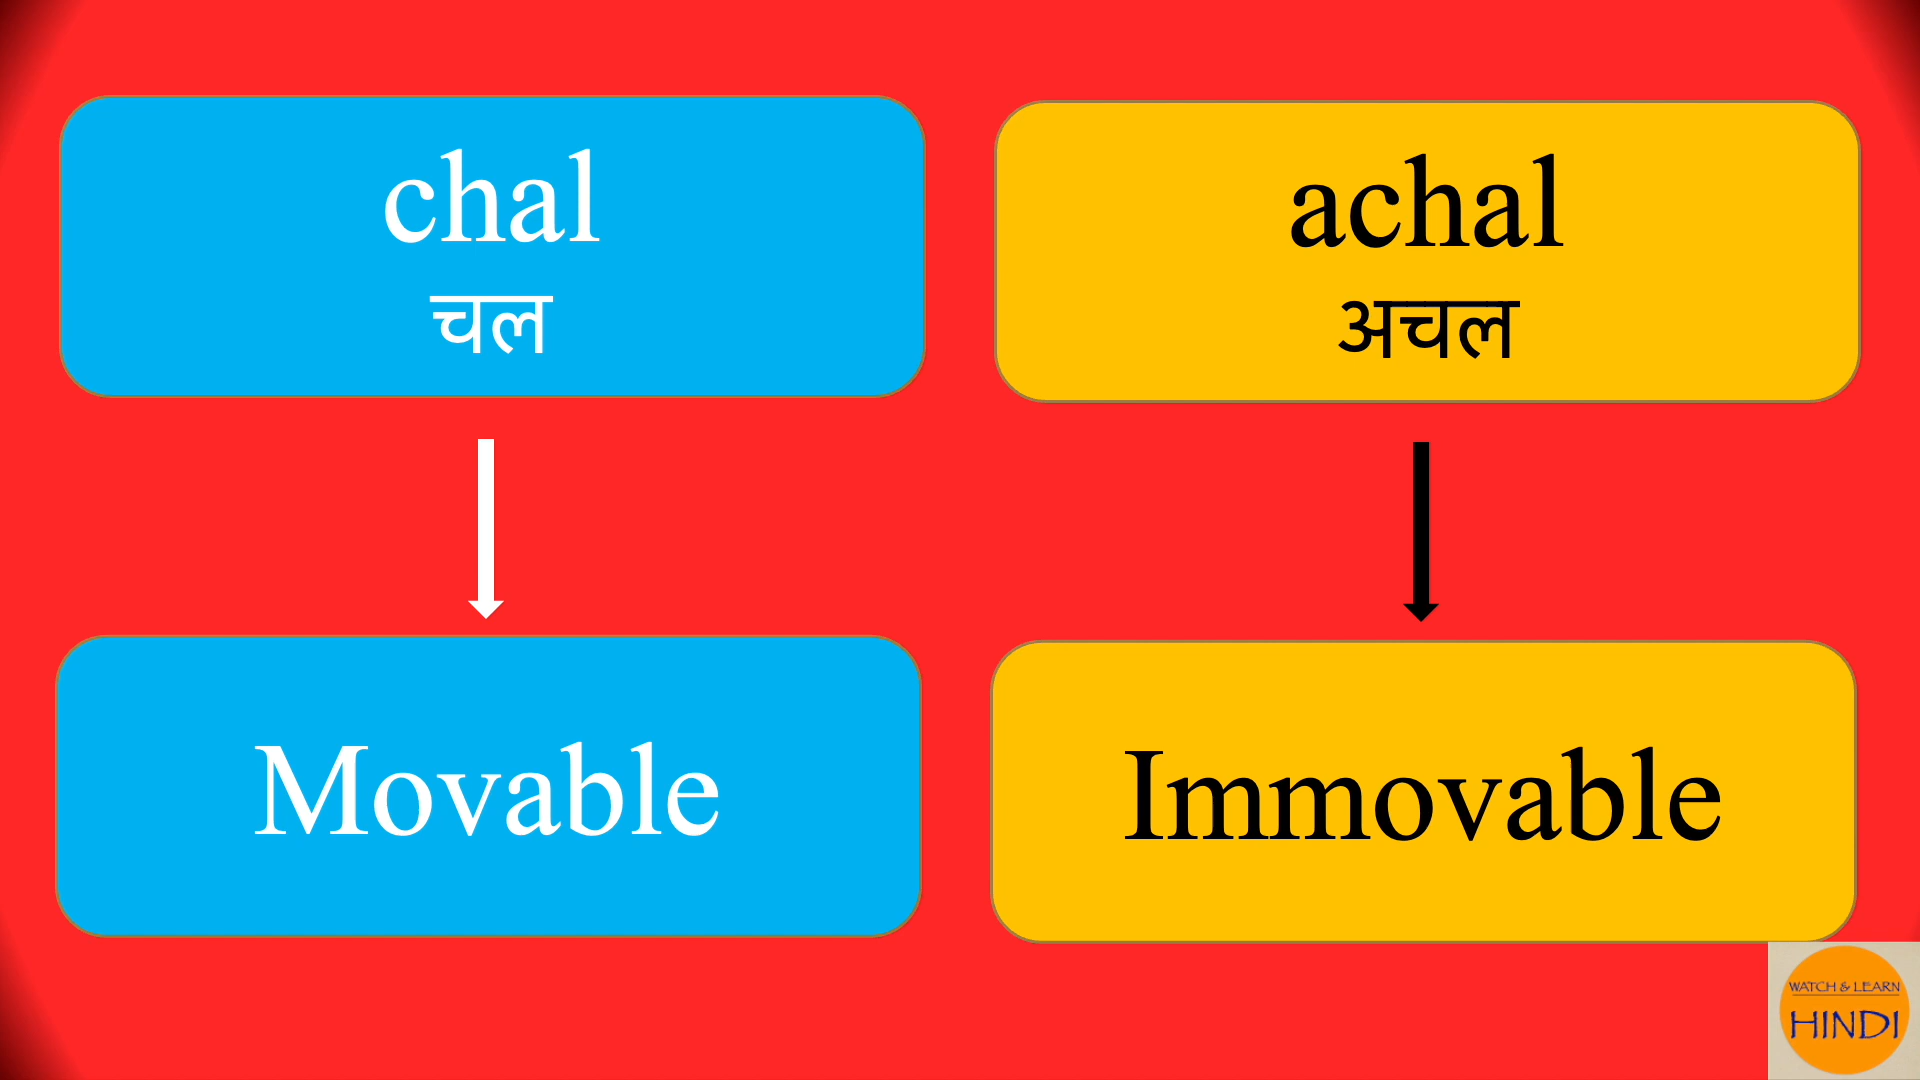 chal
चल
achal
अचल
Movable
Immovable
WATCH & LEARN
HINDI